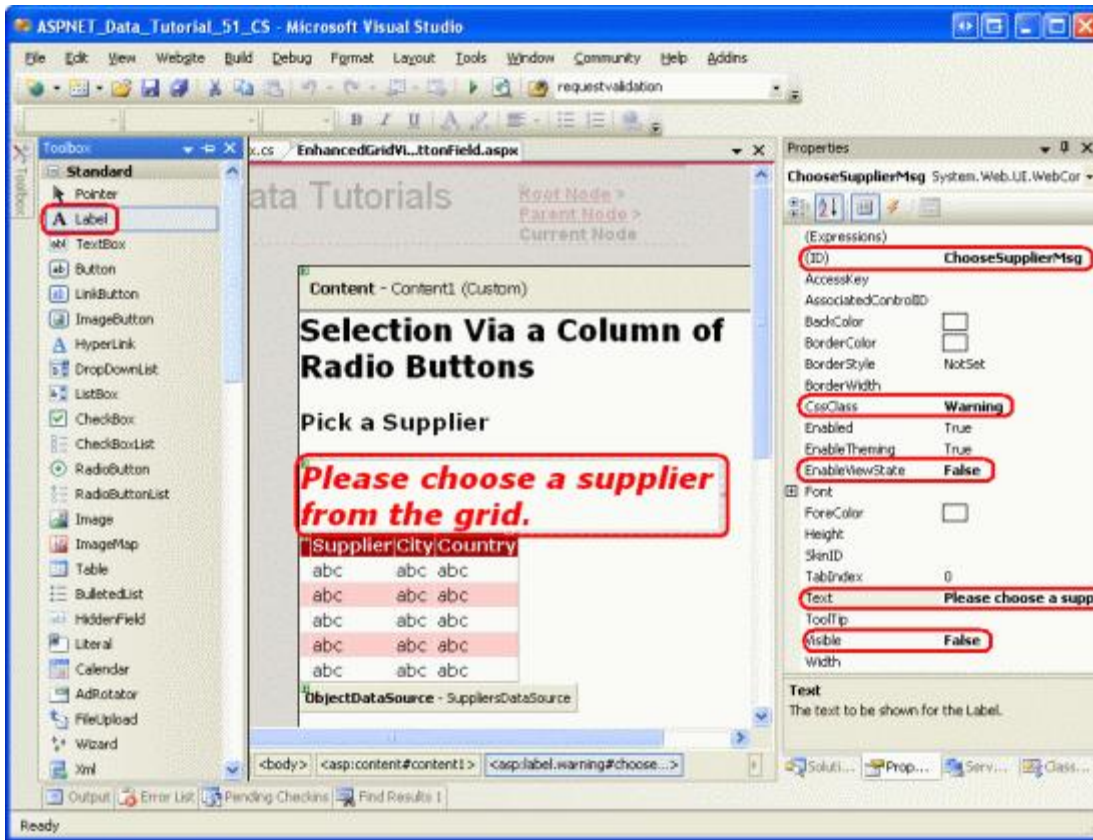 ASPNET_Data_Tutorial_51_CS - Microsoft Visual Studio
File Edit View Website Build Debug Format Layout Tools Window Community Help Addins
requestvalidation
B I U A
Toolbox
x.cs EnhancedGridVi...ttonField.aspx
Properties
Toolbox
Standard
Pointer
A Label
abl TextBox
ab Button
ab LinkButton
ImageButton
A HyperLink
DropDownList
ListBox
CheckBox
CheckBoxList
RadioButton
RadioButtonList
Image
ImageMap
Table
BulletedList
HiddenField
Literal
Calendar
AdRotator
FileUpload
Wizard
Xml
ata Tutorials
Root Node >
Parent Node >
Current Node
Content - Content1 (Custom)
Selection Via a Column of
Radio Buttons
Pick a Supplier
Please choose a supplier
from the grid.
Supplier City Country
abc abc abc
abc abc abc
abc abc abc
abc abc abc
abc abc abc
ObjectDataSource - SuppliersDataSource
<body> <asp:content#content1> <asp:label.warning#choose...>
ChooseSupplierMsg System.Web.UI.WebCor
(Expressions)
(ID) ChooseSupplierMsg
AccessKey
AssociatedControlID
BackColor
BorderColor
BorderStyle NotSet
BorderWidth
CssClass Warning
Enabled True
EnableTheming True
EnableViewState False
Font
ForeColor
Height
SkinID
TabIndex 0
Text Please choose a supp
ToolTip
Visible False
Width
Text
The text to be shown for the Label.
Soluti... Prop... Serv... Class...
Output Error List Pending Checkins Find Results 1
Ready